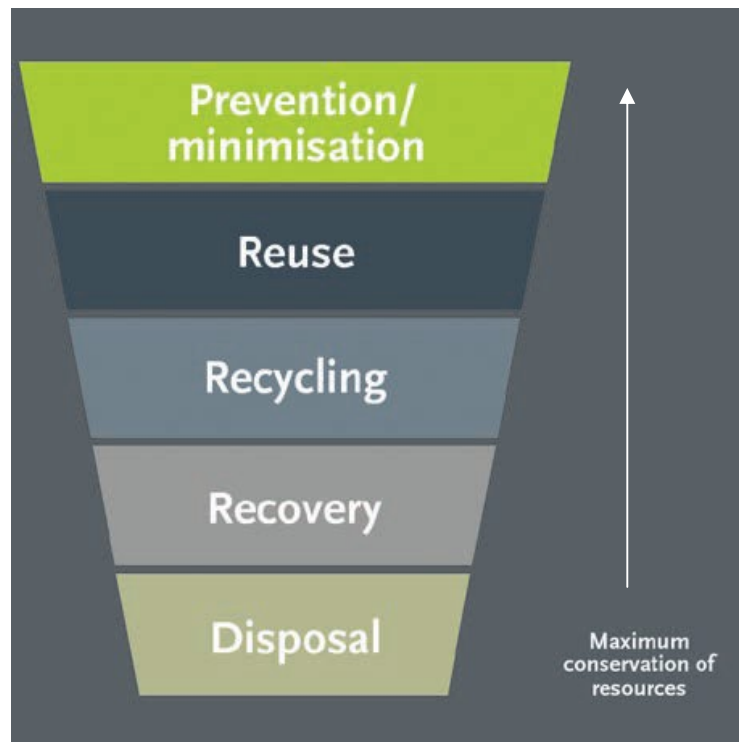 Prevention/
minimisation
Reuse
Recycling
Recovery
Disposal
Maximum
conservation of
resources